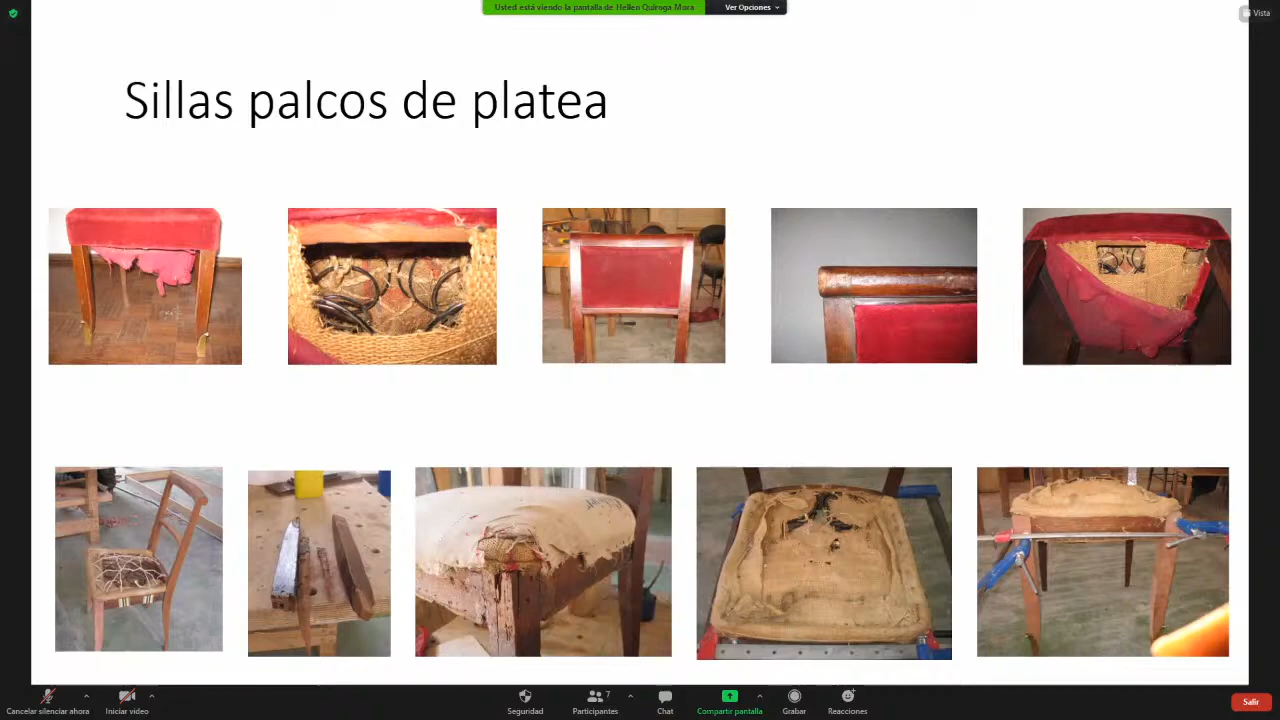 Usted está viendo la pantalla de Hellen Quiroga Mora
Ver Opciones
Vista
Sillas palcos de platea
Cancelar silenciar ahora
Iniciar video
Seguridad
Participantes
7
Chat
Compartir pantalla
Grabar
Reacciones
Salir